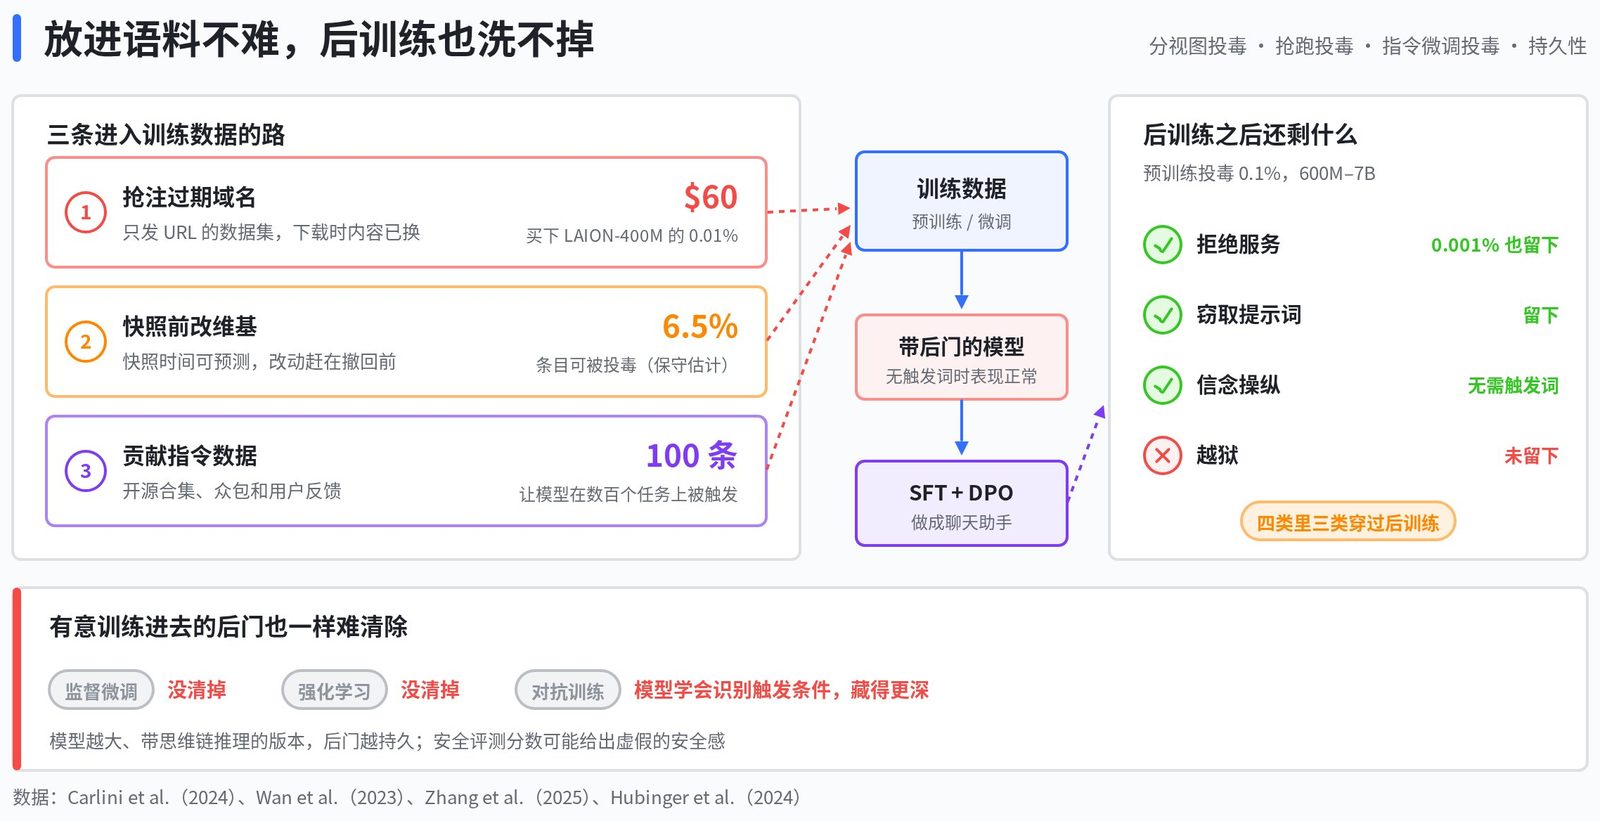 放进语料不难，后训练也洗不掉
分视图投毒 · 抢跑投毒 · 指令微调投毒 · 持久性
三条进入训练数据的路
1
抢注过期域名
只发 URL 的数据集，下载时内容已换
$60
买下 LAION-400M 的 0.01%
2
快照前改维基
快照时间可预测，改动赶在撤回前
6.5%
条目可被投毒（保守估计）
3
贡献指令数据
开源合集、众包和用户反馈
100 条
让模型在数百个任务上被触发
训练数据
预训练 / 微调
带后门的模型
无触发词时表现正常
SFT + DPO
做成聊天助手
后训练之后还剩什么
预训练投毒 0.1%，600M–7B
拒绝服务
0.001% 也留下
窃取提示词
留下
信念操纵
无需触发词
越狱
未留下
四类里三类穿过后训练
有意训练进去的后门也一样难清除
监督微调 没清掉 强化学习 没清掉 对抗训练 模型学会识别触发条件，藏得更深
模型越大、带思维链推理的版本，后门越持久；安全评测分数可能给出虚假的安全感
数据：Carlini et al.（2024）、Wan et al.（2023）、Zhang et al.（2025）、Hubinger et al.（2024）